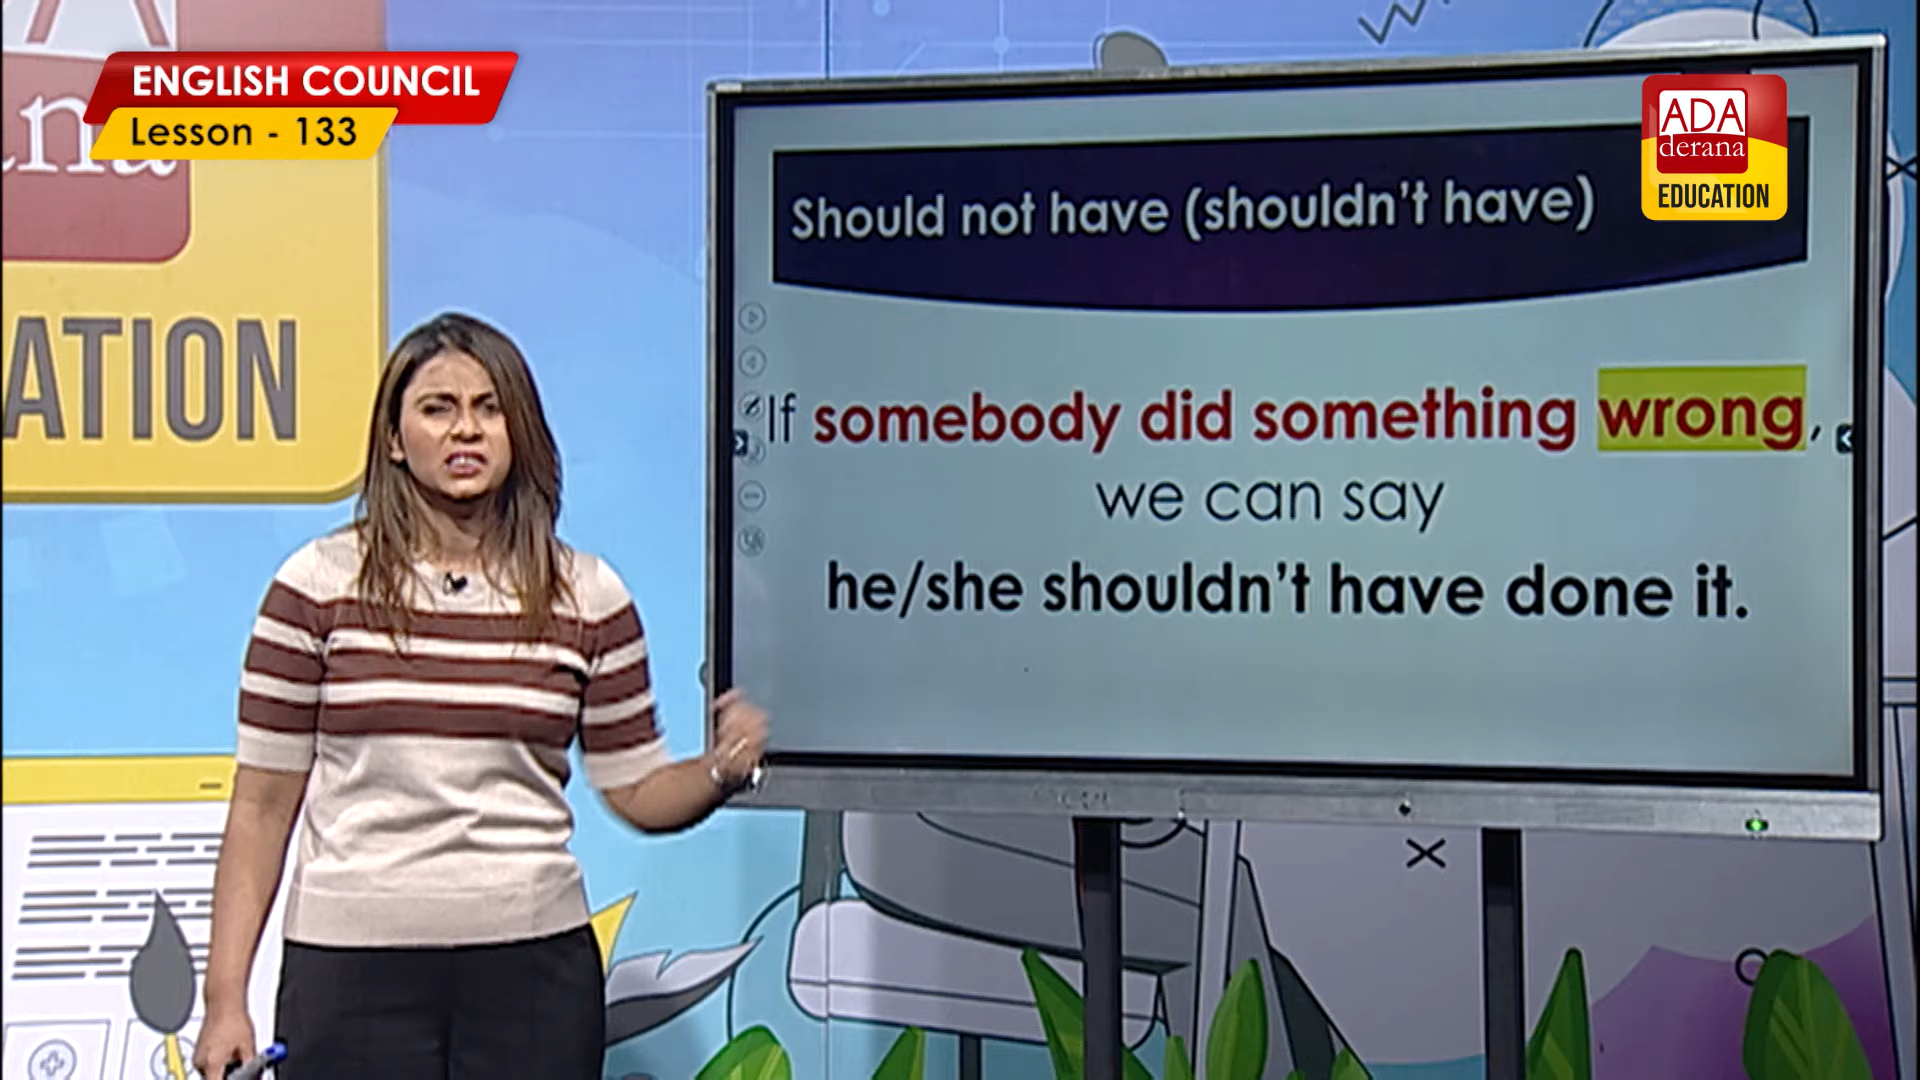 ENGLISH COUNCIL
Lesson - 133
ADA
derana
EDUCATION
na
ATION
Should not have (shouldn't have)
If somebody did something wrong,
we can say
he/she shouldn't have done it.